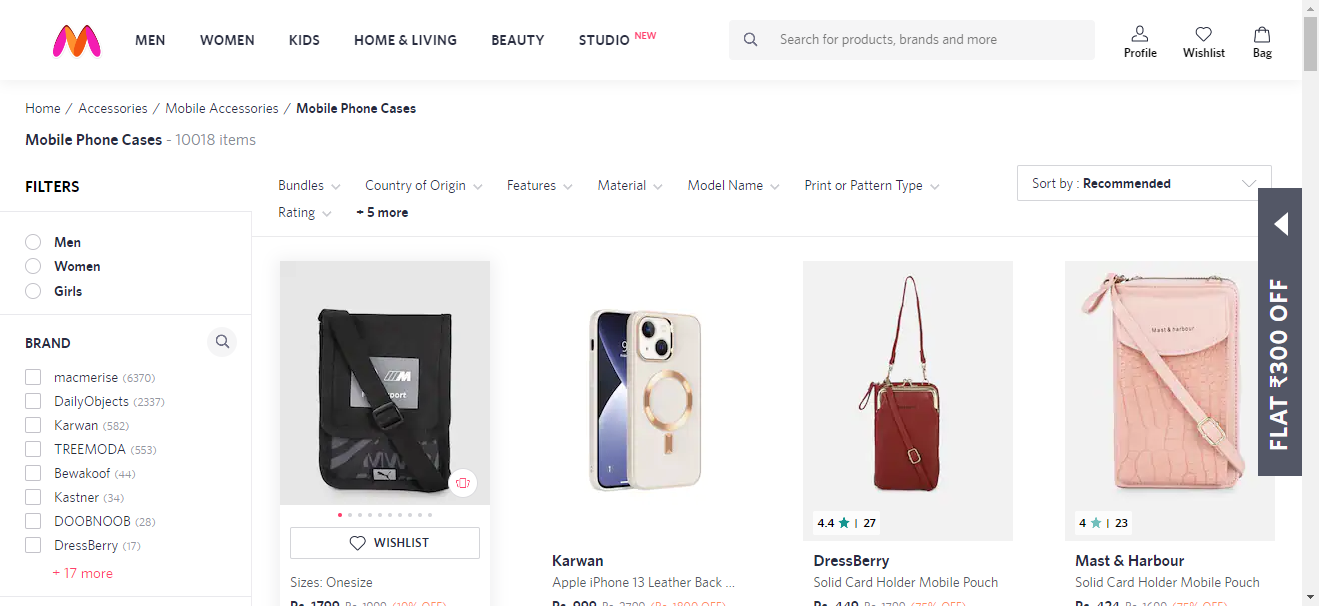 MEN WOMEN KIDS HOME & LIVING BEAUTY STUDIO NEW
Search for products, brands and more
Profile Wishlist Bag
Home / Accessories / Mobile Accessories / Mobile Phone Cases
Mobile Phone Cases - 10018 items
FILTERS
Bundles Country of Origin Features Material Model Name Print or Pattern Type
Rating + 5 more
Sort by : Recommended
Men
Women
Girls
BRAND
macmerise (6370)
DailyObjects (2337)
Karwan (582)
TREEMODA (553)
Bewakoof (44)
Kastner (34)
DOOBNOOB (28)
DressBerry (17)
+ 17 more
M
WISHLIST
Sizes: Onesize
Rs. 1799 Rs. 1999 (10% OFF)
9
1
Karwan
Apple iPhone 13 Leather Back ...
Rs. 999 Rs. 2799 (Rs. 1800 OFF)
4.4 | 27
DressBerry
Solid Card Holder Mobile Pouch
Rs. 449 Rs. 1799 (75% OFF)
Mast & harbour
4 | 23
Mast & Harbour
Solid Card Holder Mobile Pouch
Rs. 424 Rs. 1699 (75% OFF)
FLAT ₹300 OFF